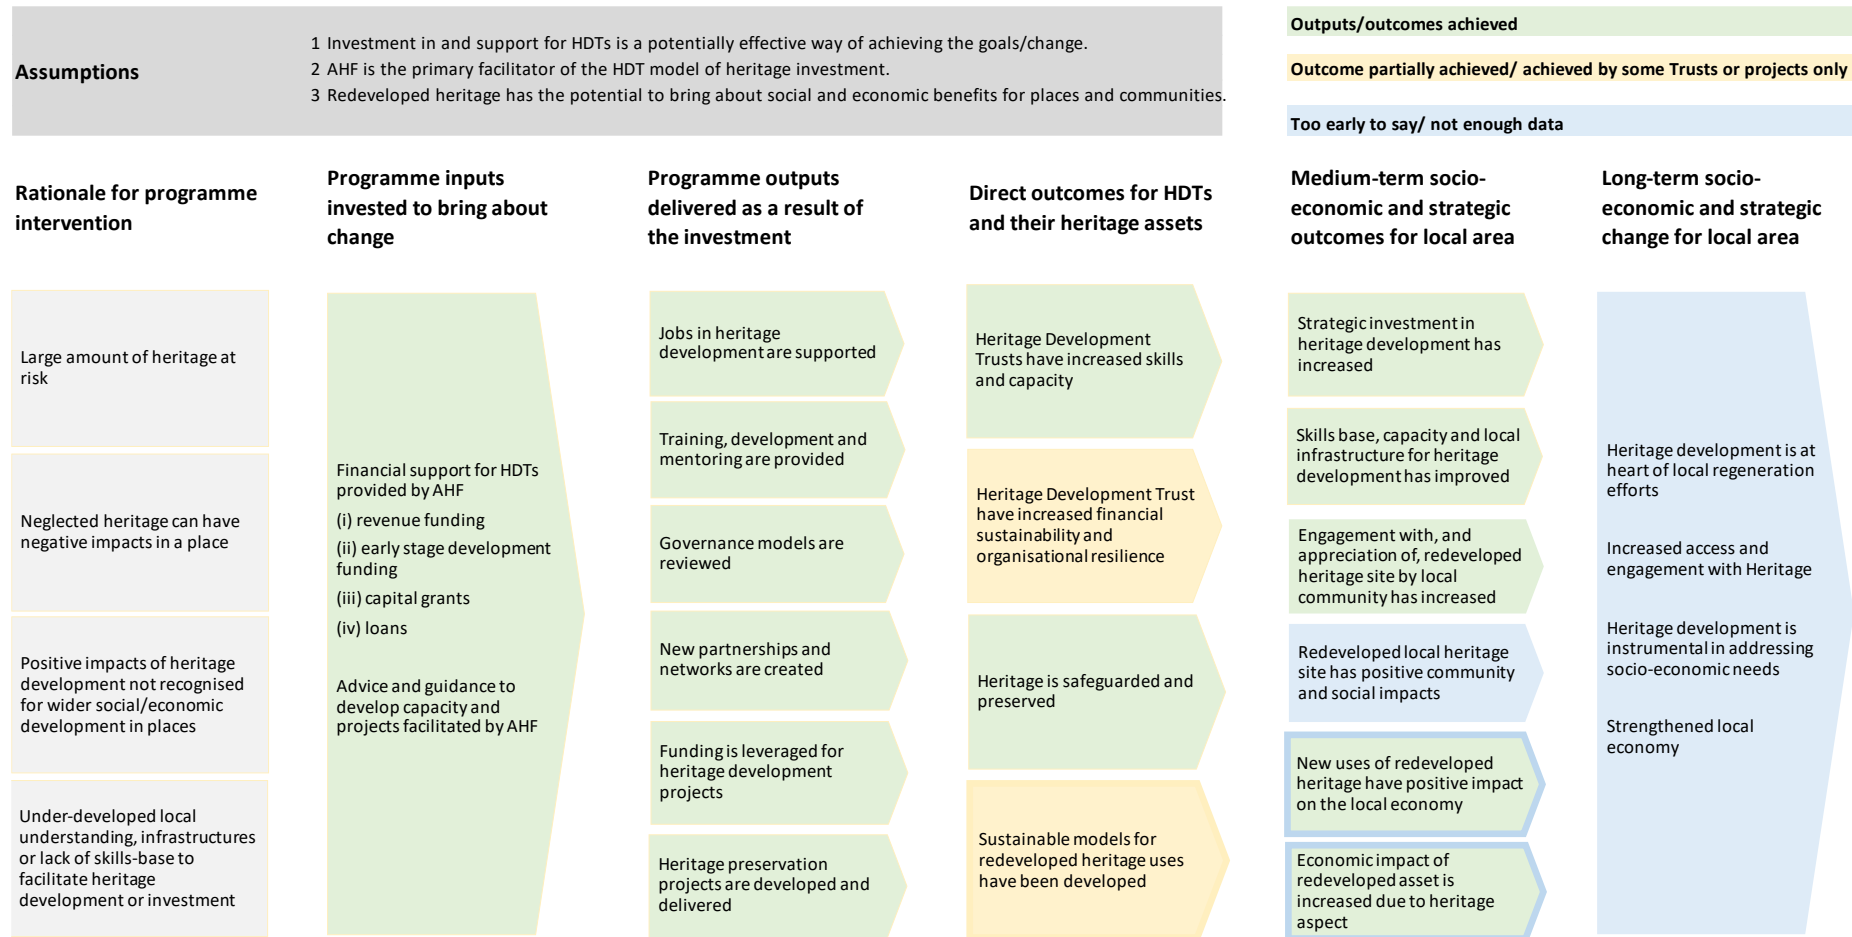 Assumptions
1 Investment in and support for HDTs is a potentially effective way of achieving the goals/change.
2 AHF is the primary facilitator of the HDT model of heritage investment.
3 Redeveloped heritage has the potential to bring about social and economic benefits for places and communities.
Outputs/outcomes achieved
Outcome partially achieved/ achieved by some Trusts or projects only
Too early to say/ not enough data
Rationale for programme
intervention
Programme inputs
invested to bring about
change
Programme outputs
delivered as a result of
the investment
Direct outcomes for HDTs
and their heritage assets
Medium-term socio-
economic and strategic
outcomes for local area
Long-term socio-
economic and strategic
change for local area
Large amount of heritage at
risk
Neglected heritage can have
negative impacts in a place
Positive impacts of heritage
development not recognised
for wider social/economic
development in places
Under-developed local
understanding, infrastructures
or lack of skills-base to
facilitate heritage
development or investment
Financial support for HDTs
provided by AHF
(i) revenue funding
(ii) early stage development
funding
(iii) capital grants
(iv) loans
Advice and guidance to
develop capacity and
projects facilitated by AHF
Jobs in heritage
development are supported
Training, development and
mentoring are provided
Governance models are
reviewed
New partnerships and
networks are created
Funding is leveraged for
heritage development
projects
Heritage preservation
projects are developed and
delivered
Heritage Development
Trusts have increased skills
and capacity
Heritage Development Trust
have increased financial
sustainability and
organisational resilience
Heritage is safeguarded and
preserved
Sustainable models for
redeveloped heritage uses
have been developed
Strategic investment in
heritage development has
increased
Skills base, capacity and local
infrastructure for heritage
development has improved
Engagement with, and
appreciation of, redeveloped
heritage site by local
community has increased
Redeveloped local heritage
site has positive community
and social impacts
New uses of redeveloped
heritage have positive impact
on the local economy
Economic impact of
redeveloped asset is
increased due to heritage
aspect
Heritage development is at
heart of local regeneration
efforts
Increased access and
engagement with Heritage
Heritage development is
instrumental in addressing
socio-economic needs
Strengthened local
economy